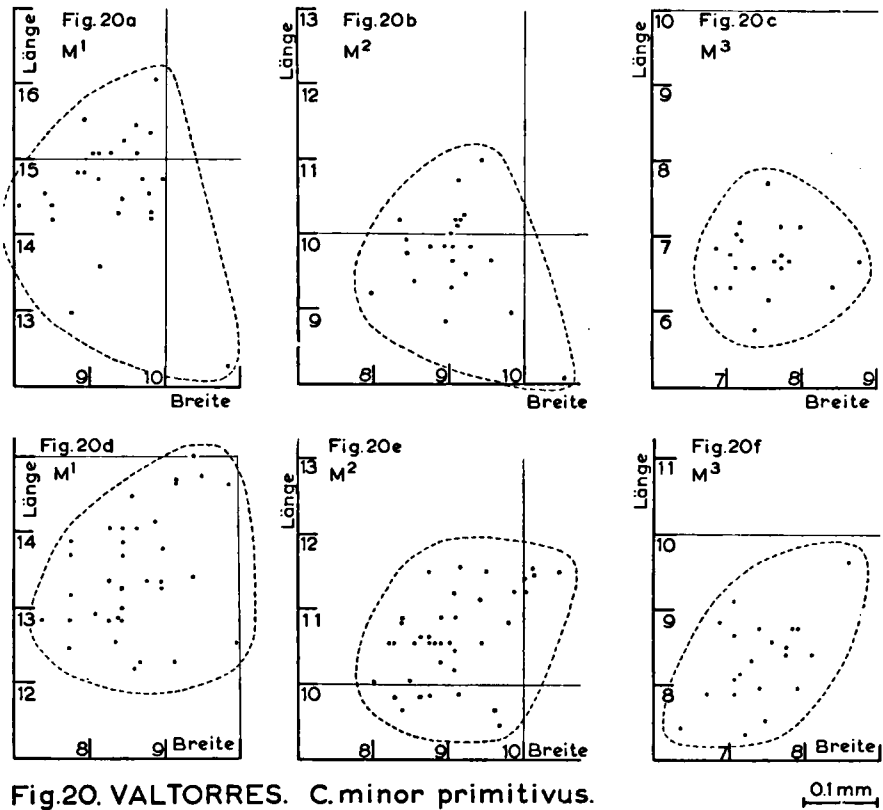 Fig.20a
M¹
Länge
16
15
14
13
9
10
Breite
Fig.20b
M²
Länge
13
12
11
10
9
8
9
10
Breite
Fig.20c
M³
Länge
10
9
8
7
6
7
8
9
Breite
Fig.20d
M¹
Länge
14
13
12
8
9
Breite
Fig.20e
M²
Länge
13
12
11
10
8
9
10
Breite
Fig.20f
M³
Länge
11
10
9
8
7
8
Breite
Fig.20. VALTORRES. C.minor primitivus.
0.1mm